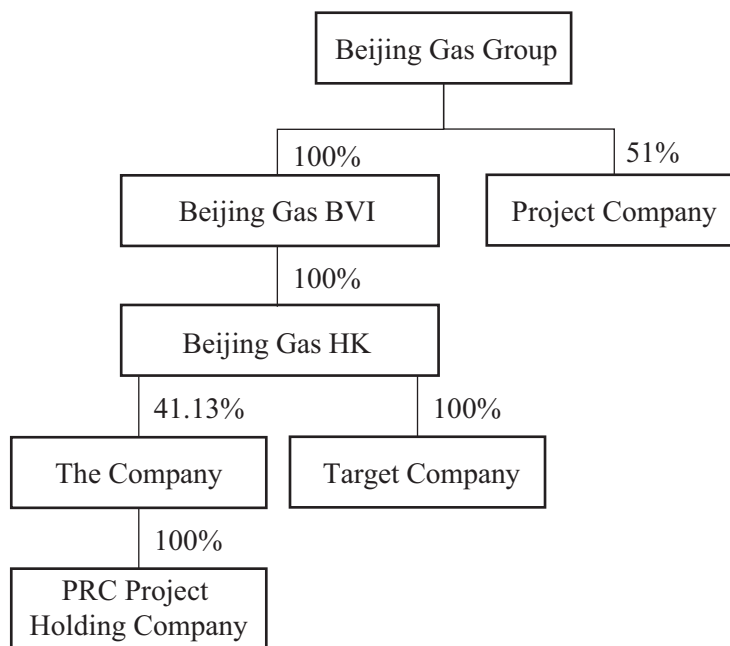 Beijing Gas Group
100%
51%
Beijing Gas BVI
Project Company
100%
Beijing Gas HK
41.13%
100%
The Company
Target Company
100%
PRC Project
Holding Company